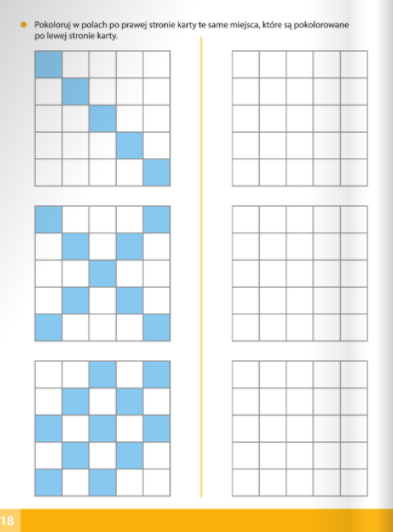 Pokoloruj w polach po prawej stronie karty te same miejsca, które są pokolorowane
po lewej stronie karty.
18